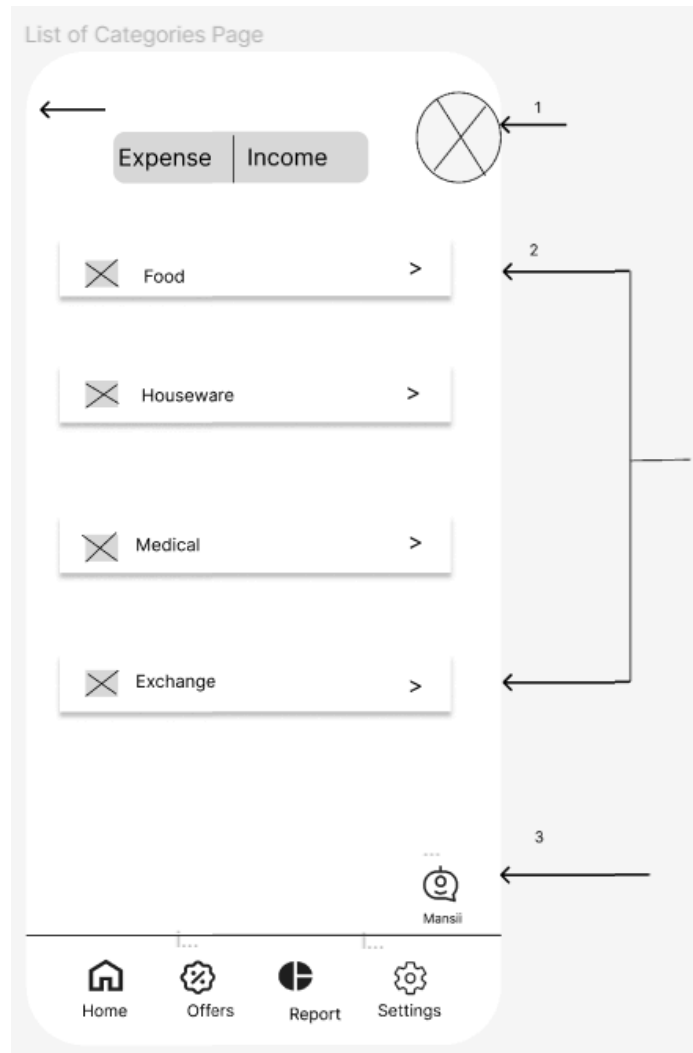 List of Categories Page
1
Expense Income
2
Food >
Houseware >
Medical >
Exchange >
3
...
Mansii
I... I...
Home Offers Report Settings